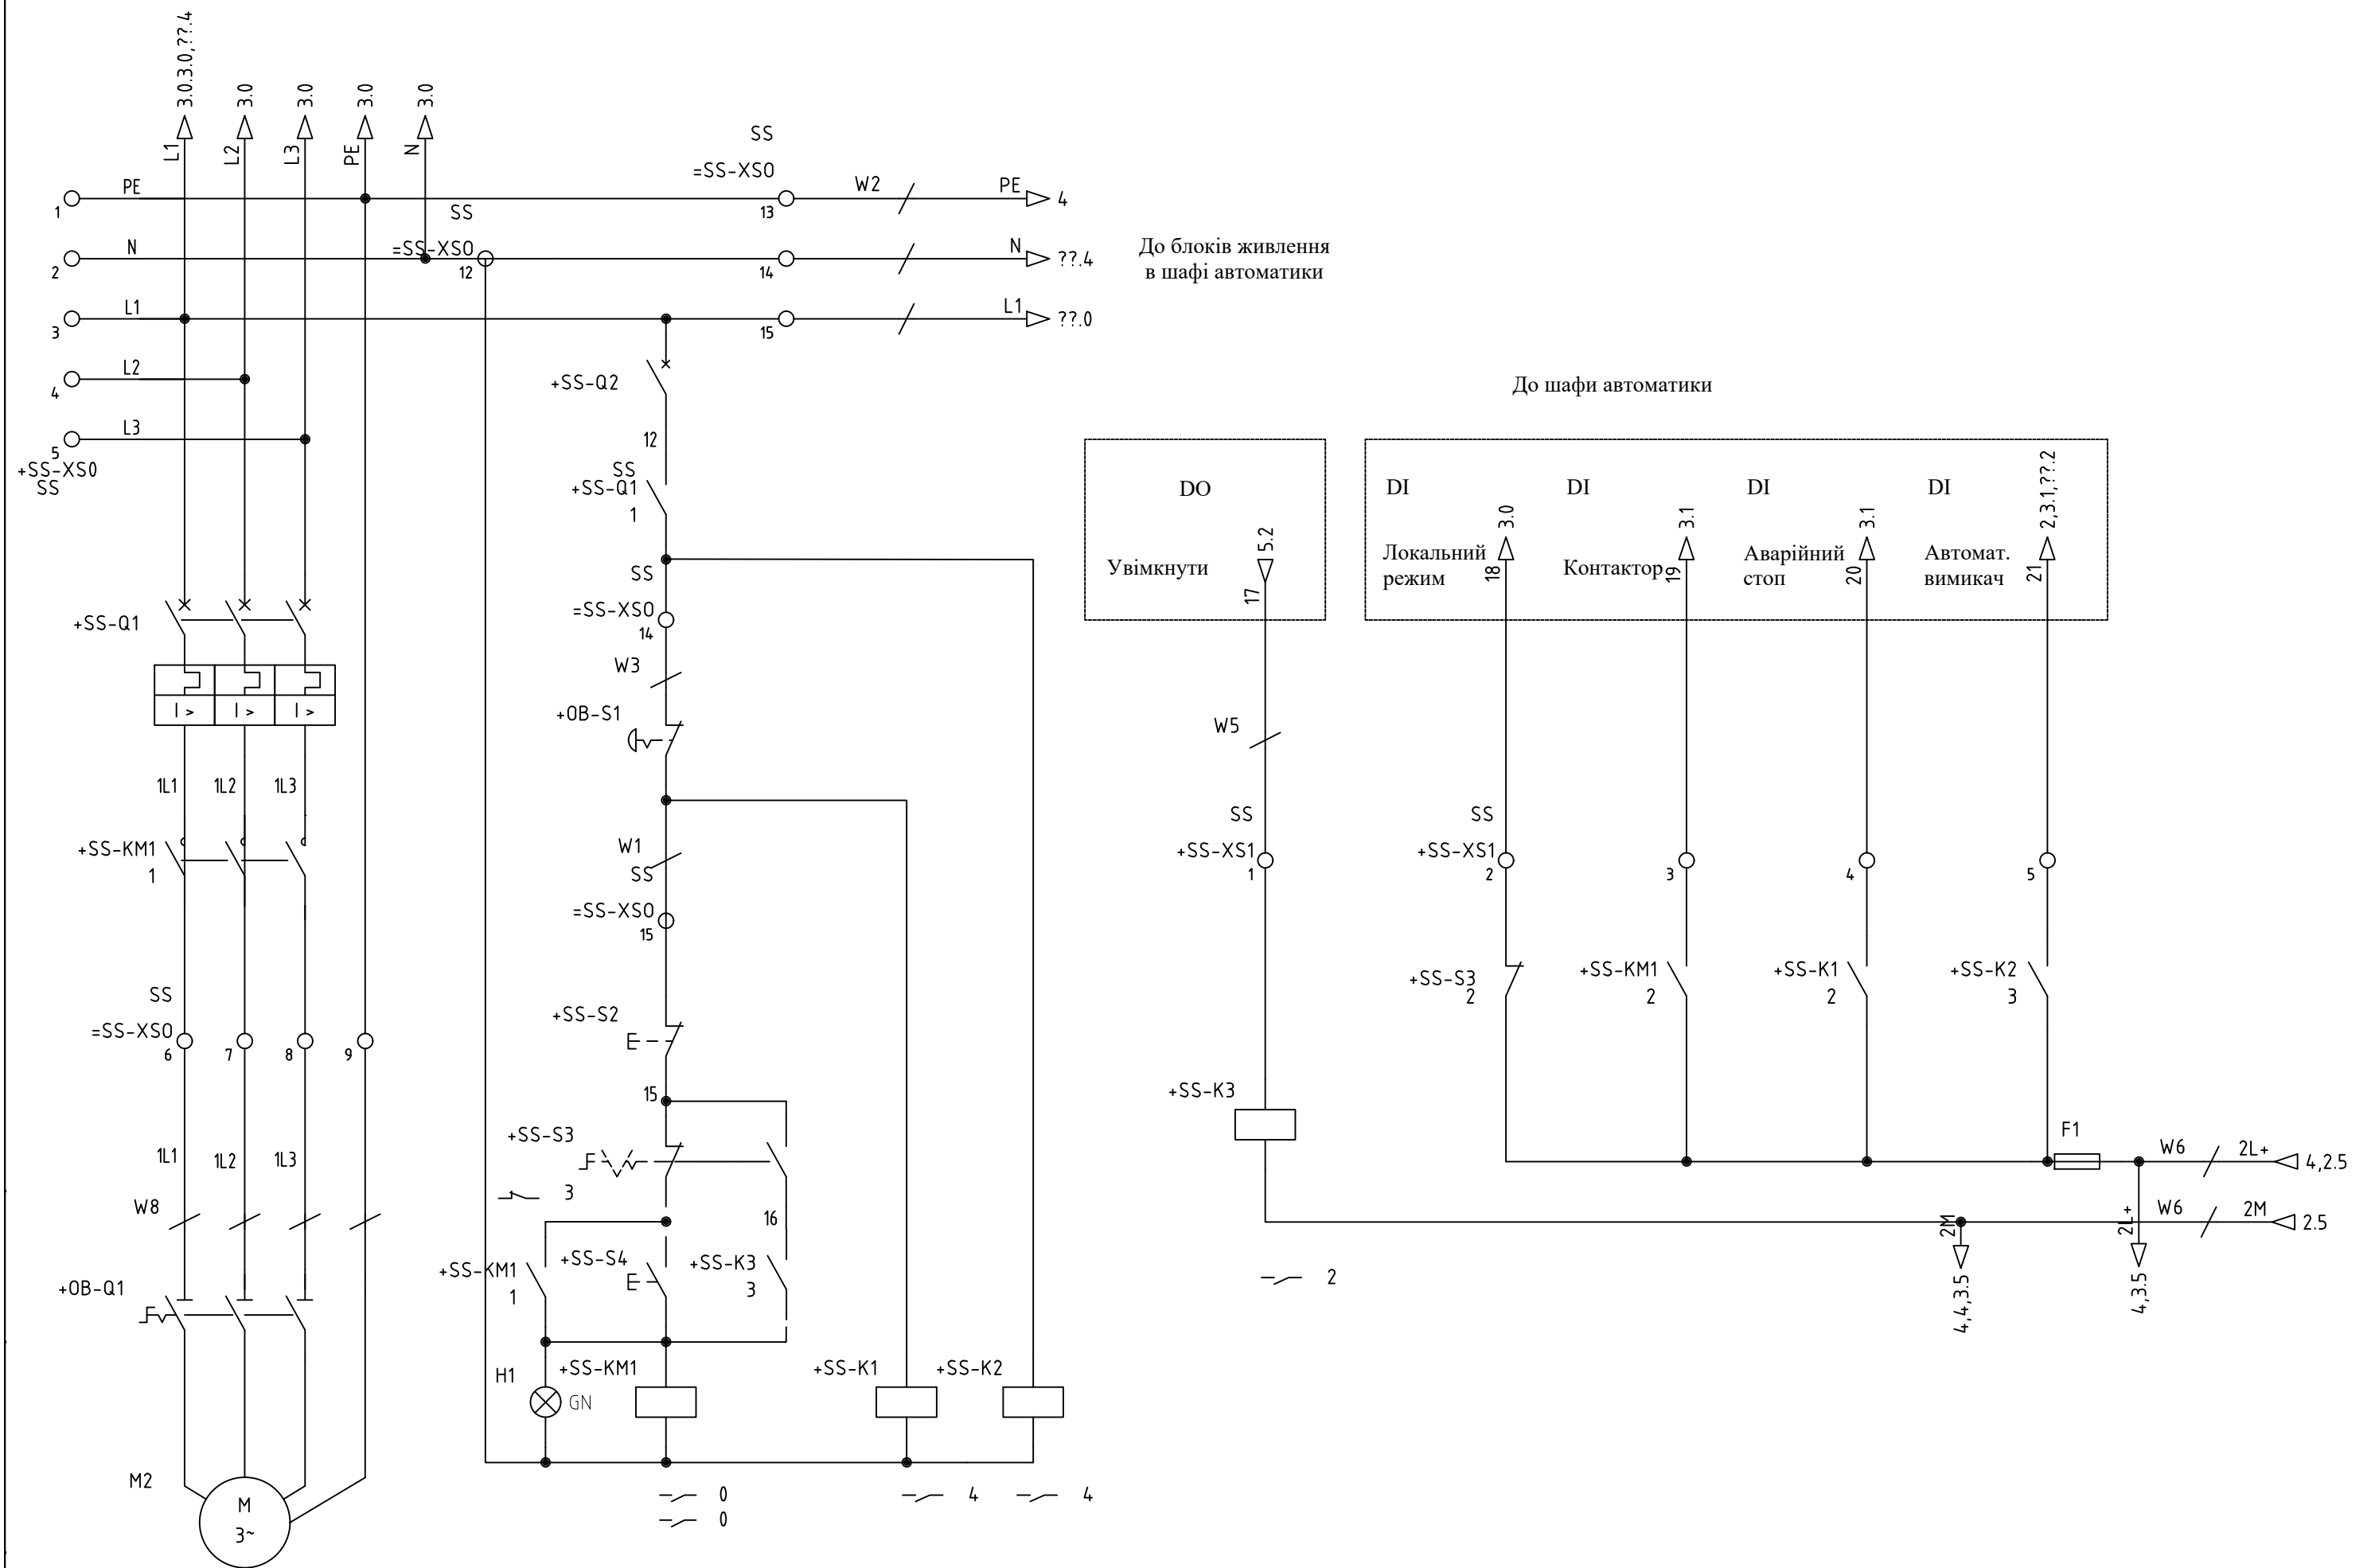 3.0.3.0,??.4
3.0
3.0
3.0
3.0
L1
L2
L3
PE
N
SS
=SS-XS0
PE
W2
PE
4
1
13
SS
N
=SS-XS0
N
??.4
До блоків живлення
в шафі автоматики
2
12
14
L1
L1
??.0
3
15
L2
4
L3
5
+SS-XS0
SS
+SS-Q2
12
SS
+SS-Q1
1
До шафи автоматики
DO
Увімкнути
5.2
17
DI
Локальний
режим
3.0
18
DI
Контактор
3.1
19
DI
Аварійний
стоп
3.1
20
DI
Автомат.
вимикач
2,3.1,??.2
21
+SS-Q1
I >
I >
I >
SS
=SS-XS0
14
W3
+OB-S1
W5
1L1
1L2
1L3
+SS-KM1
1
W1
SS
=SS-XS0
15
SS
+SS-XS1
1
SS
+SS-XS1
2
3
4
5
+SS-S3
2
+SS-KM1
2
+SS-K1
2
+SS-K2
3
SS
=SS-XS0
6
7
8
9
+SS-S2
15
+SS-K3
F1
W6
2L+
4,2.5
1L1
1L2
1L3
+SS-S3
3
16
W8
2M
2L+
W6
2M
2.5
+OB-Q1
+SS-KM1
1
+SS-S4
+SS-K3
3
2
4,4,3.5
4,3.5
H1
GN
+SS-KM1
+SS-K1
+SS-K2
M2
M
3~
0
0
4
4